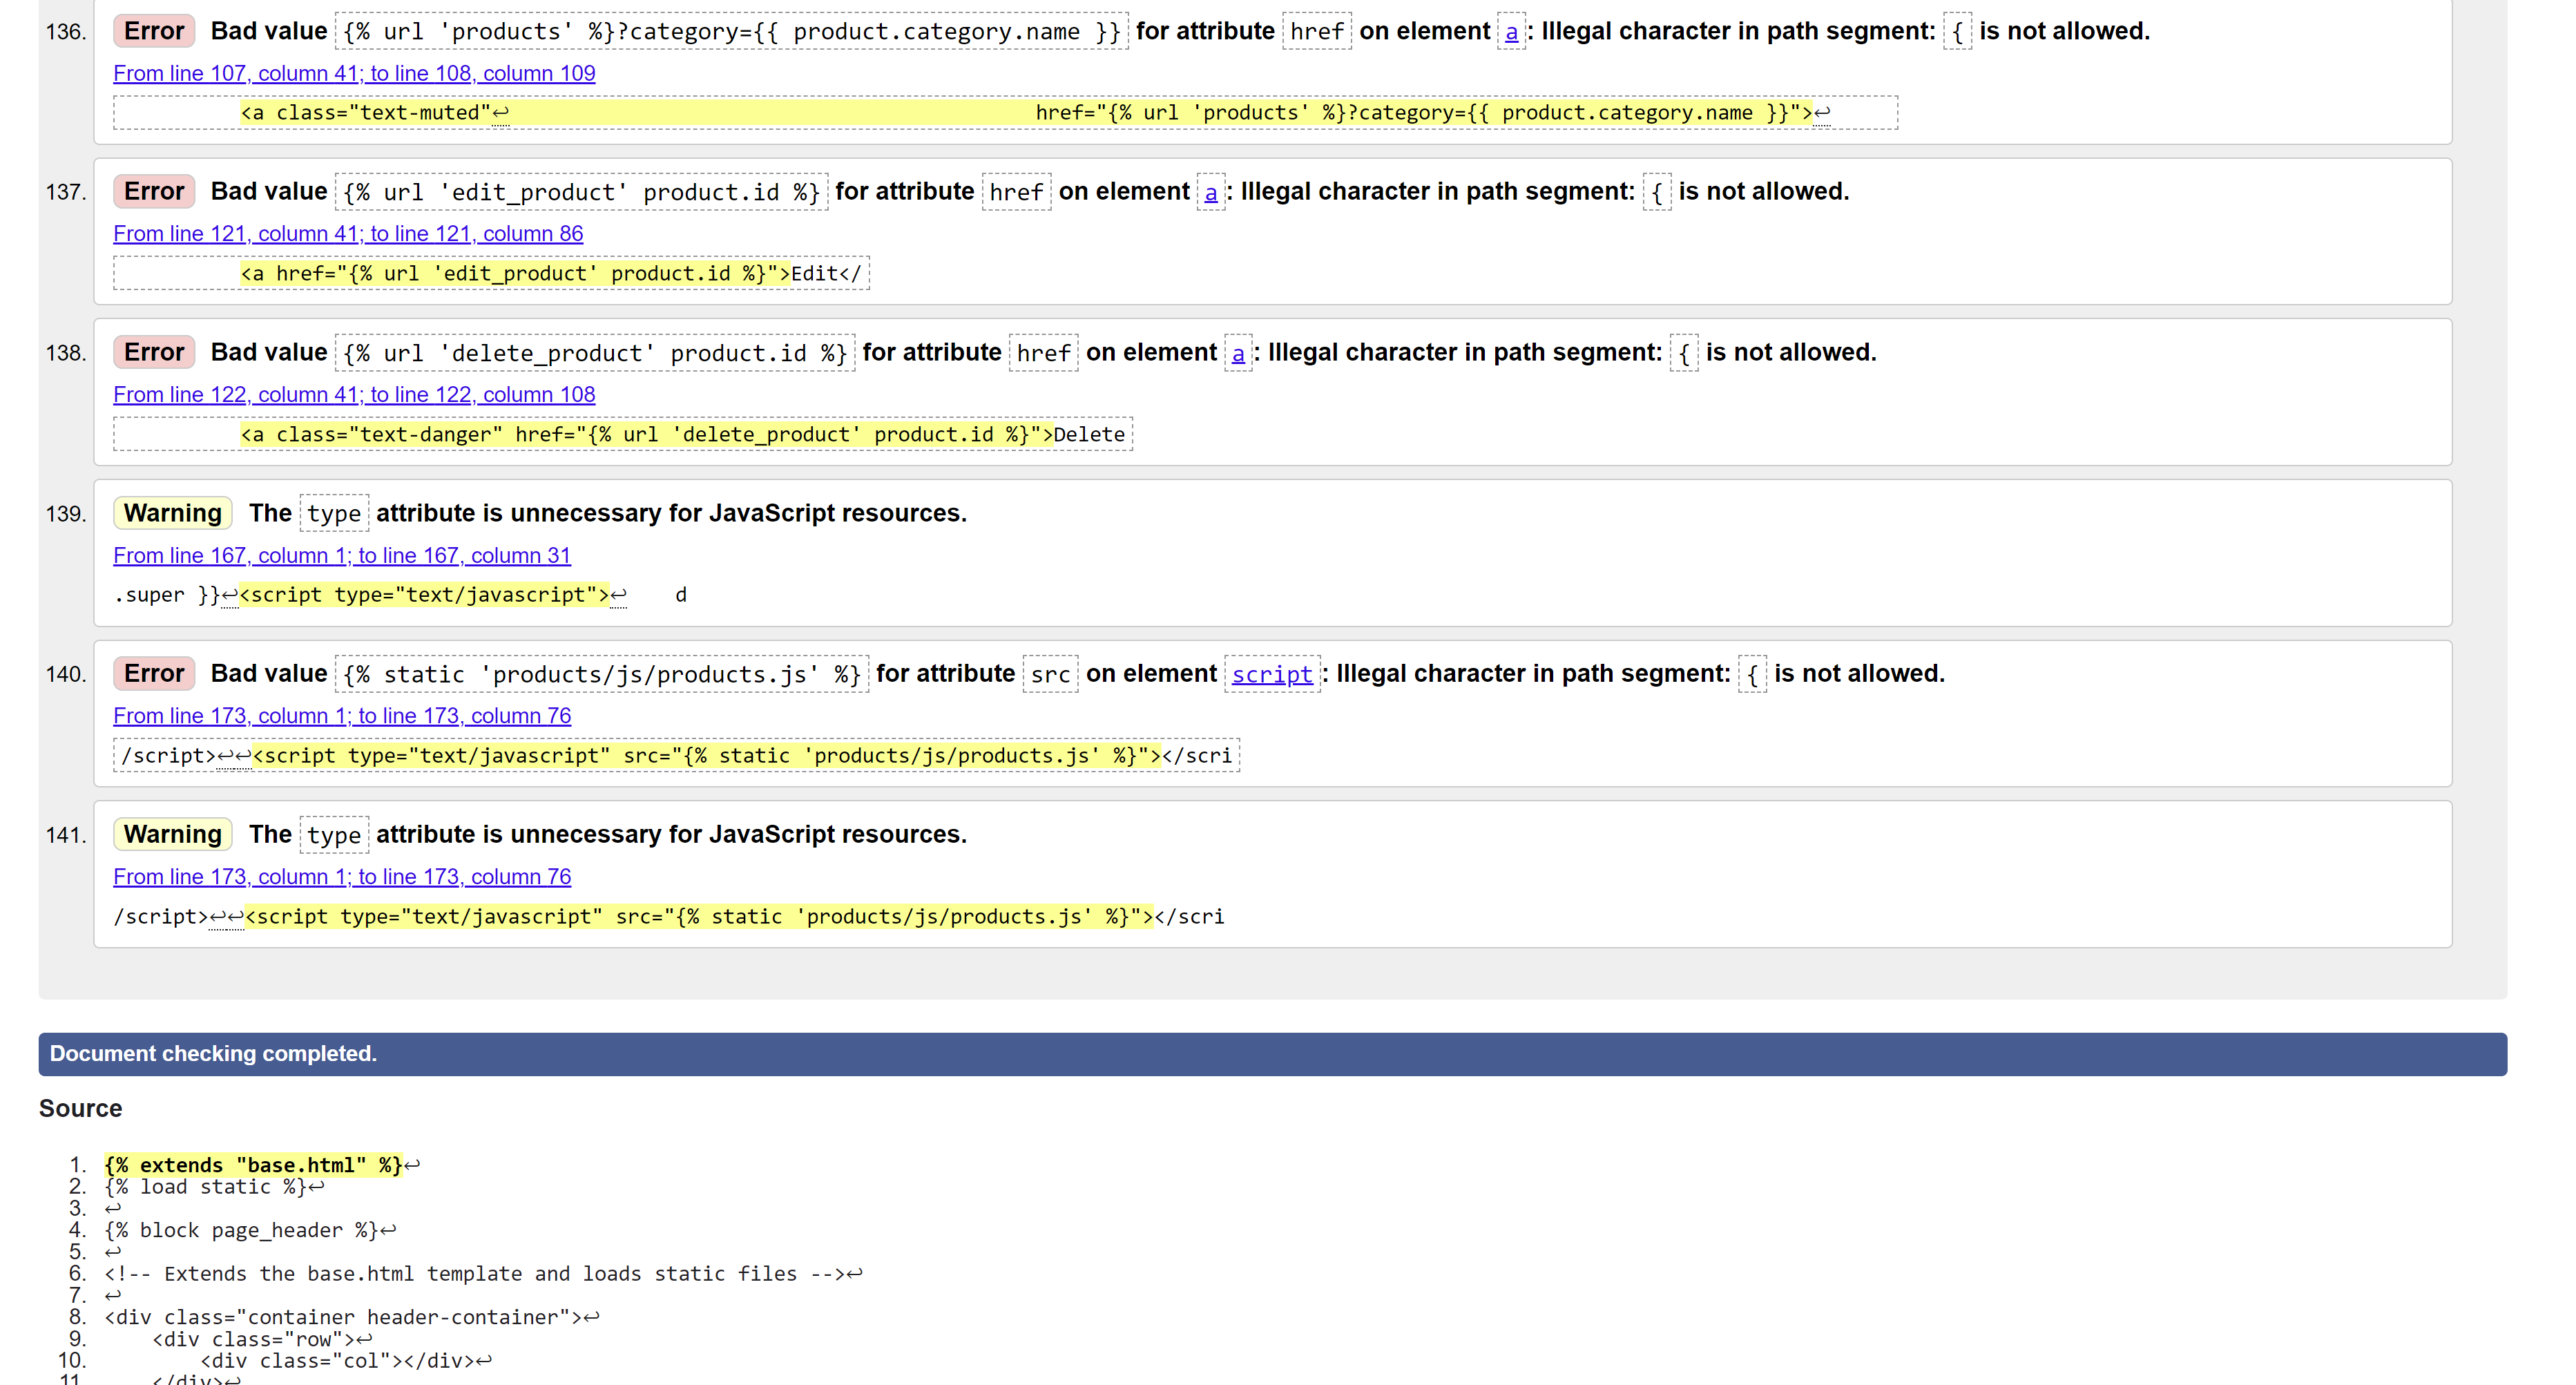 136. Error Bad value {% url 'products' %}?category={{ product.category.name }} for attribute href on element a: Illegal character in path segment: { is not allowed.
From line 107, column 41; to line 108, column 109
<a class="text-muted"↩ href="{% url 'products' %}?category={{ product.category.name }}">↩
137. Error Bad value {% url 'edit_product' product.id %} for attribute href on element a: Illegal character in path segment: { is not allowed.
From line 121, column 41; to line 121, column 86
<a href="{% url 'edit_product' product.id %}">Edit</
138. Error Bad value {% url 'delete_product' product.id %} for attribute href on element a: Illegal character in path segment: { is not allowed.
From line 122, column 41; to line 122, column 108
<a class="text-danger" href="{% url 'delete_product' product.id %}">Delete
139. Warning The type attribute is unnecessary for JavaScript resources.
From line 167, column 1; to line 167, column 31
.super }}↩<script type="text/javascript">↩ d
140. Error Bad value {% static 'products/js/products.js' %} for attribute src on element script: Illegal character in path segment: { is not allowed.
From line 173, column 1; to line 173, column 76
/script>↩↩<script type="text/javascript" src="{% static 'products/js/products.js' %}"></scri
141. Warning The type attribute is unnecessary for JavaScript resources.
From line 173, column 1; to line 173, column 76
/script>↩↩<script type="text/javascript" src="{% static 'products/js/products.js' %}"></scri
Document checking completed.
Source
1. {% extends "base.html" %}↩
2. {% load static %}↩
3. ↩
4. {% block page_header %}↩
5. ↩
6. <!-- Extends the base.html template and loads static files -->↩
7. ↩
8. <div class="container header-container">↩
9. <div class="row">↩
10. <div class="col"></div>↩
11. </div>↩